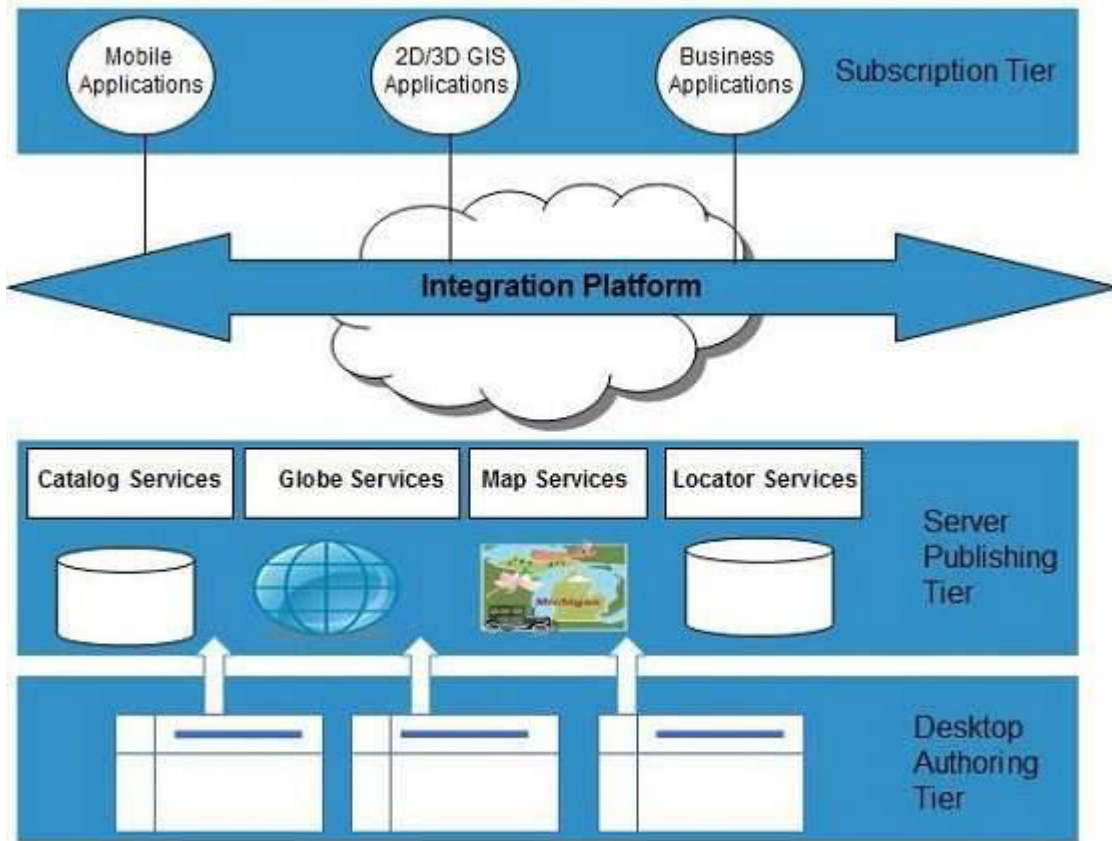 Mobile
Applications
2D/3D GIS
Applications
Business
Applications
Subscription Tier
Integration Platform
Catalog Services
Globe Services
Map Services
Locator Services
Server
Publishing
Tier
Michigan
Desktop
Authoring
Tier